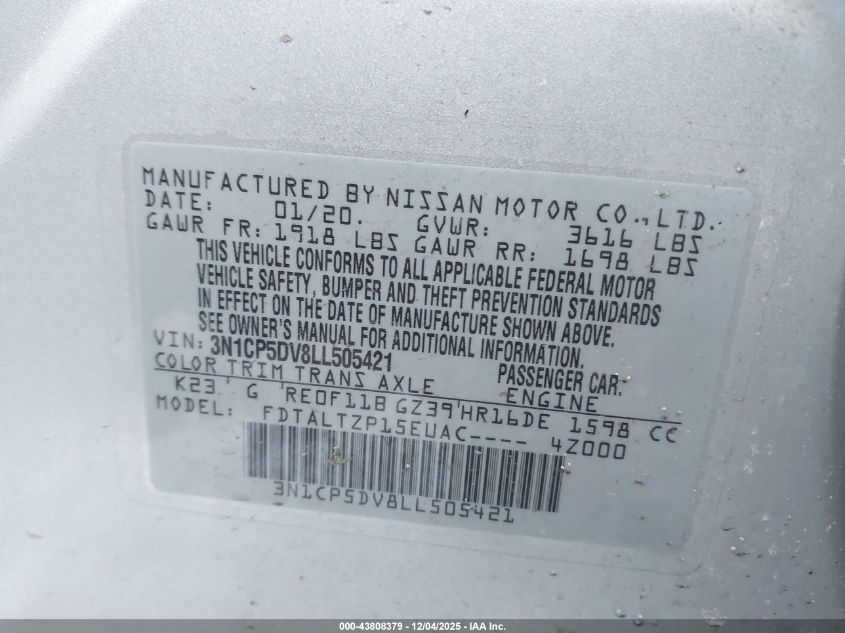 MANUFACTURED BY NISSAN MOTOR CO., LTD.
DATE: 01/20. GVWR: 3616 LBS
GAWR FR: 1918 LBS GAWR RR: 1698 LBS
THIS VEHICLE CONFORMS TO ALL APPLICABLE FEDERAL MOTOR
VEHICLE SAFETY, BUMPER AND THEFT PREVENTION STANDARDS
IN EFFECT ON THE DATE OF MANUFACTURE SHOWN ABOVE.
SEE OWNER'S MANUAL FOR ADDITIONAL INFORMATION.
VIN: 3N1CP5DV8LL505421 PASSENGER CAR.
COLOR TRIM TRANS AXLE ENGINE
K23 ' G 'RE0F11B GZ39'HR16DE 1598 CC
MODEL: FDTALTZP15EUAC---- 4Z000
3N1CP5DV8LL505421
000-43808379 - 12/04/2025 - IAA Inc.